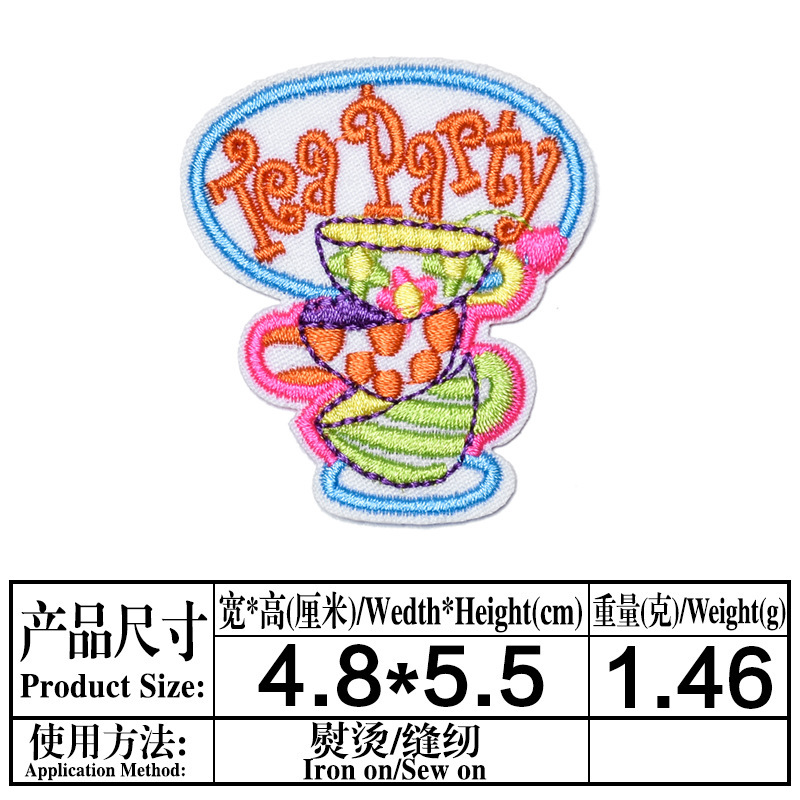 Tea Party
产品尺寸
Product Size:
宽*高(厘米)/Wedth*Height(cm)
重量(克)/Weight(g)
4.8*5.5
1.46
使用方法:
Application Method:
熨烫/缝纫
Iron on/Sew on